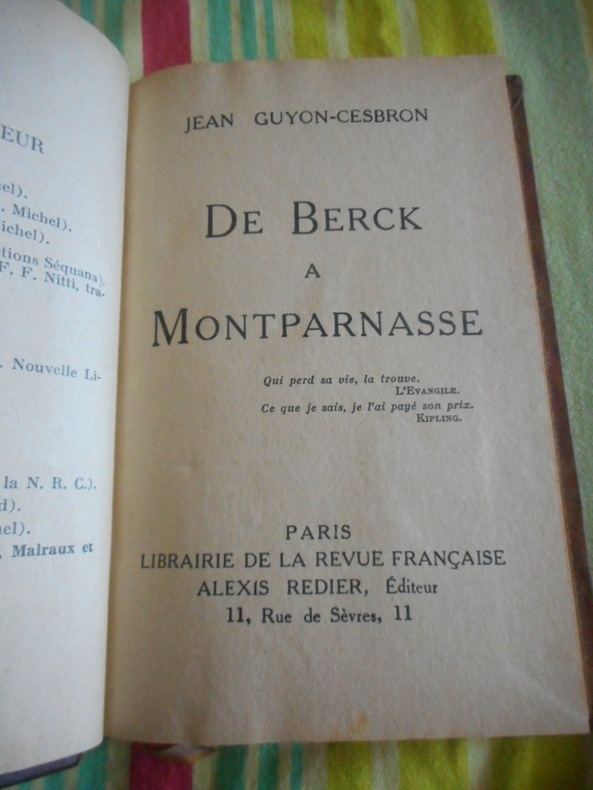 EUR
el).
. Michel).
ichel).
tions Séquana).
F. F. Nitti, tra-
. Nouvelle Li-
la N. R. C.).
d).
el).
, Malraux et
JEAN GUYON-CESBRON
DE BERCK
A
MONTPARNASSE
Qui perd sa vie, la trouve.
L'EVANGILE.
Ce que je sais, je l'ai payé son prix.
KIPLING.
PARIS
LIBRAIRIE DE LA REVUE FRANÇAISE
ALEXIS REDIER, Éditeur
11, Rue de Sèvres, 11